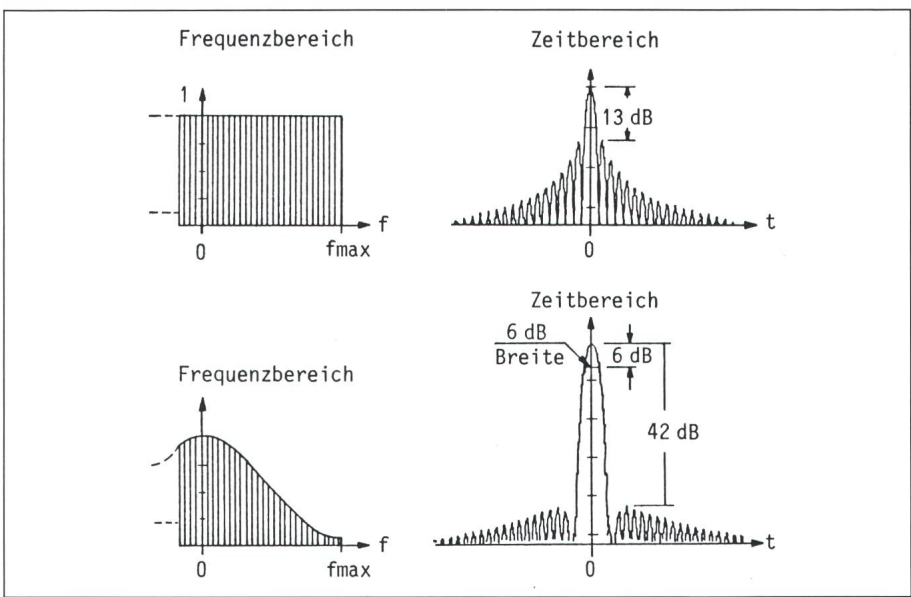 Frequenzbereich
1
f
0
fmax
Zeitbereich
13 dB
t
0
Frequenzbereich
f
0
fmax
Zeitbereich
6 dB
Breite
6 dB
42 dB
t
0